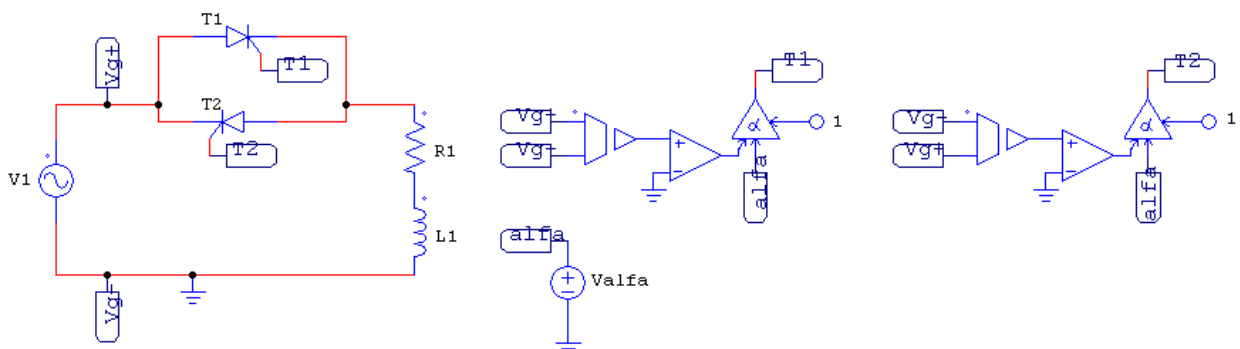 T1
Vg+
T1
T2
T2
V1
R1
L1
Vg-
T1
Vg+
Vg-
α
1
alfa
alfa
Valfa
T2
Vg-
Vg+
α
1
alfa